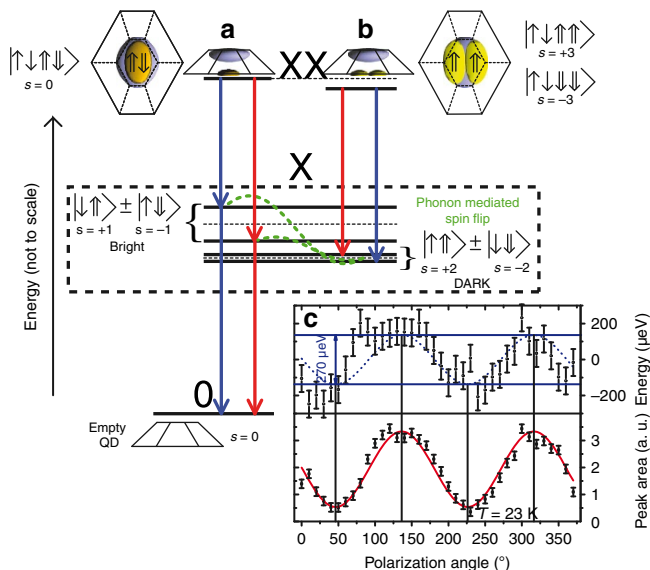 a
b
XX
|↑↓⇑⇓⟩
s = 0
⇑⇓
⇑ ⇑
|↑↓⇑⇑⟩
s = +3
|↑↓⇓⇓⟩
s = −3
Energy (not to scale)
X
|↓⇑⟩ ± |↑⇓⟩
s = +1 s = −1
Bright
Phonon mediated
spin flip
|↑⇑⟩ ± |↓⇓⟩
s = +2 s = −2
DARK
0
Empty
QD
s = 0
c
270 μeV
200
0
−200
Energy (μeV)
3
2
1
0
Peak area (a. u.)
T = 23 K
0 50 100 150 200 250 300 350
Polarization angle (°)